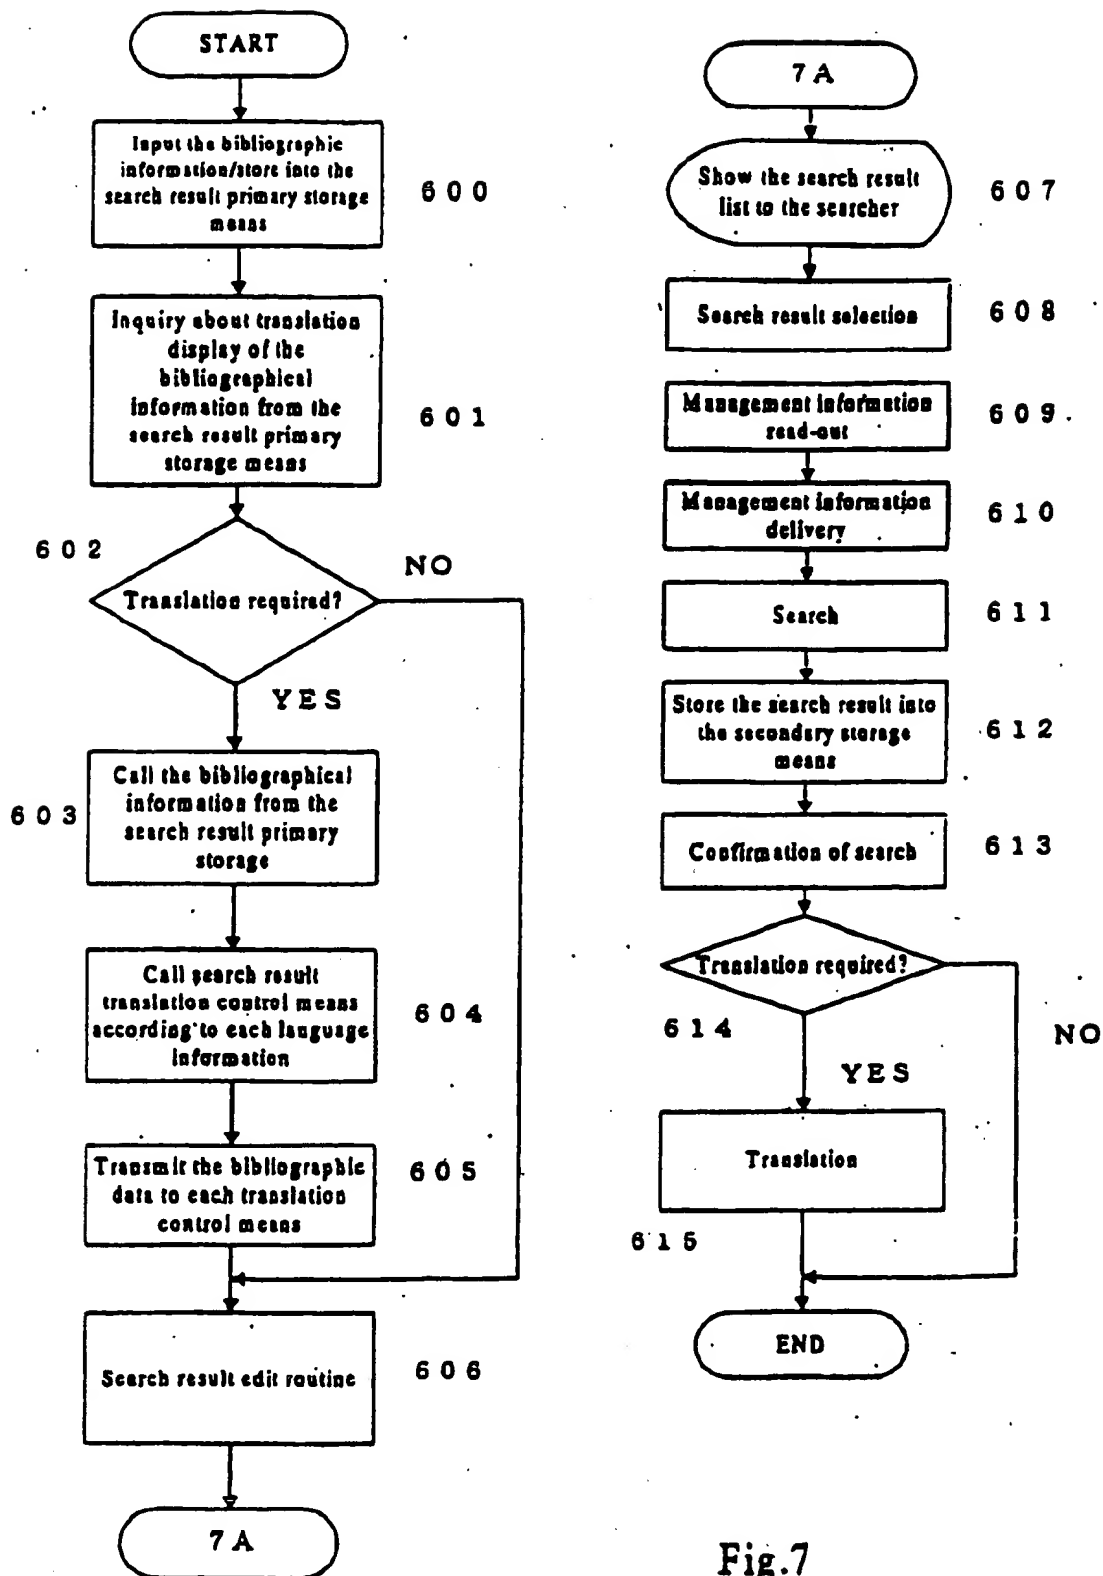 START
Input the bibliographic
information/store into the
search result primary storage
means
600
Inquiry about translation
display of the
bibliographical
information from the
search result primary
storage means
601
602
Translation required?
NO
YES
Call the bibliographical
information from the
search result primary
storage
603
Call search result
translation control means
according to each language
information
604
Transmit the bibliographic
data to each translation
control means
605
Search result edit routine
606
7A
7A
Show the search result
list to the searcher
607
Search result selection
608
Management information
read-out
609
Management information
delivery
610
Search
611
Store the search result into
the secondary storage
means
612
Confirmation of search
613
Translation required?
614
NO
YES
Translation
615
END
Fig.7